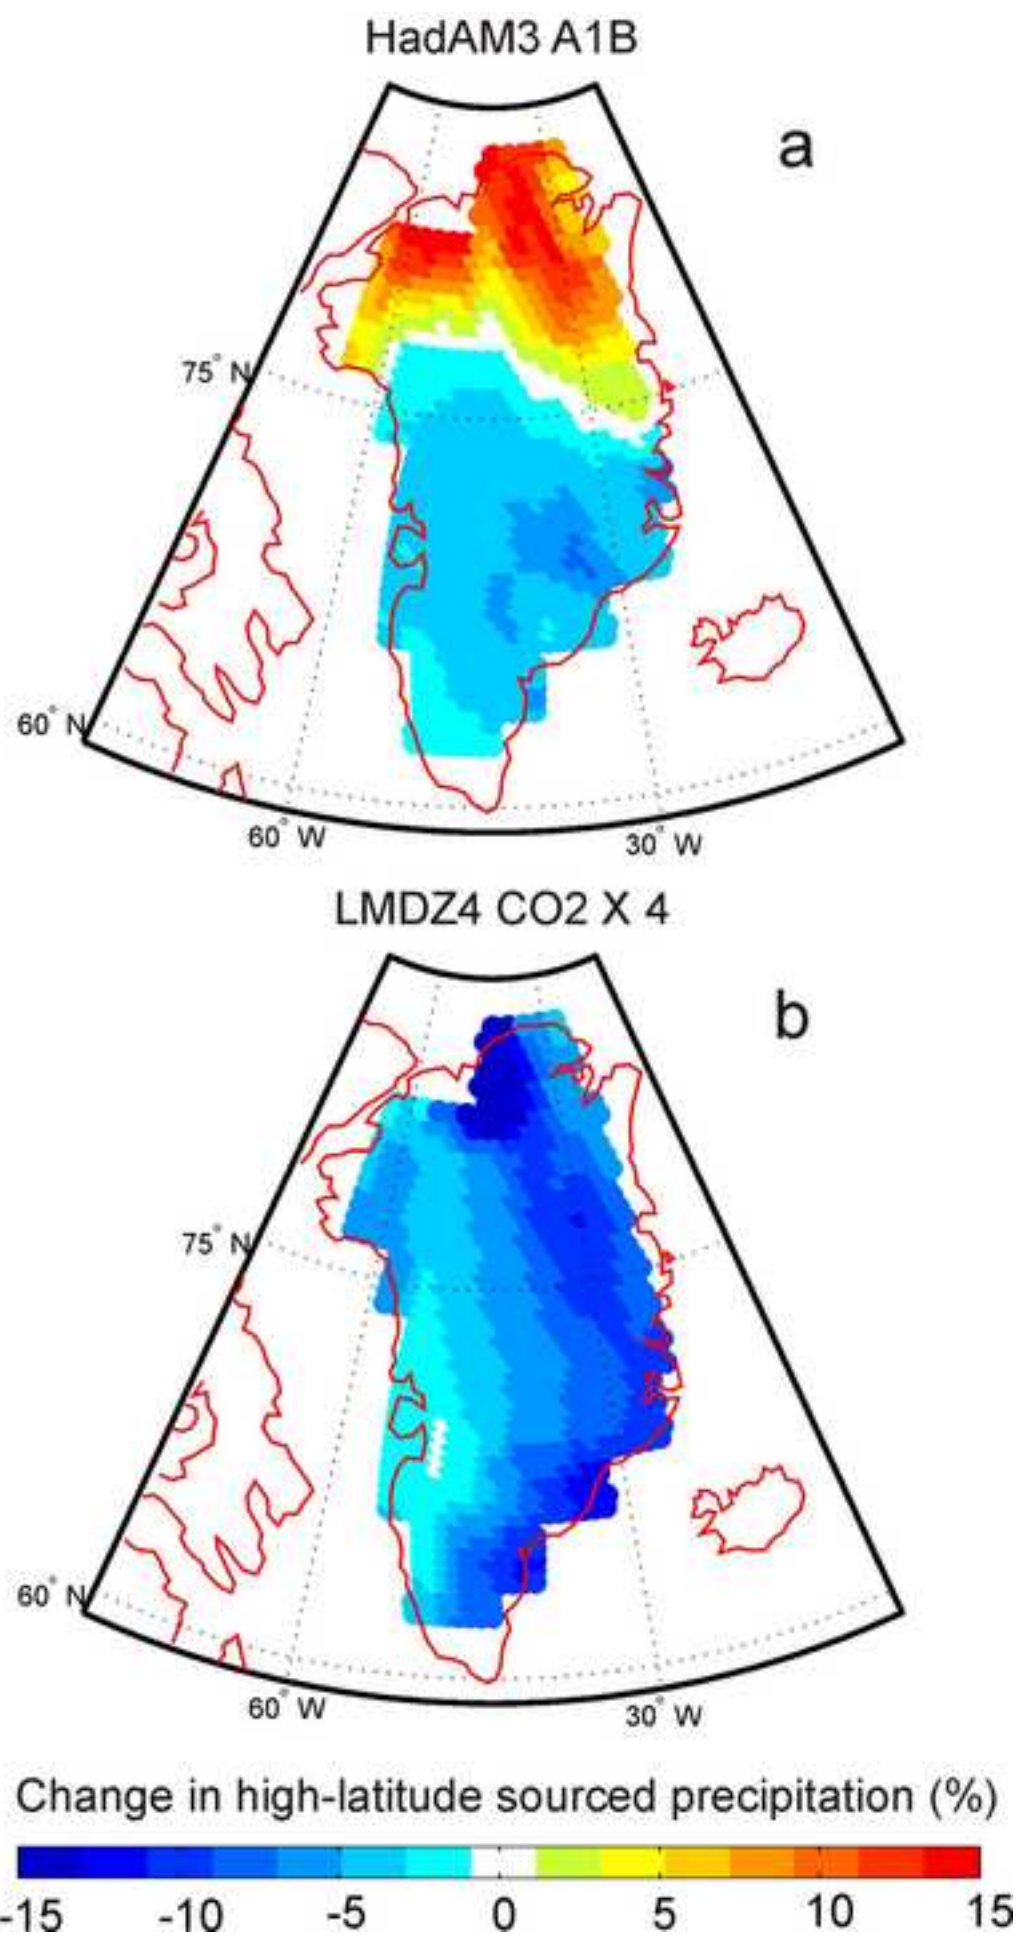 HadAM3 A1B
a
75° N
60° N
60° W
30° W
LMDZ4 CO2 X 4
b
75° N
60° N
60° W
30° W
Change in high-latitude sourced precipitation (%)
-15 -10 -5 0 5 10 15